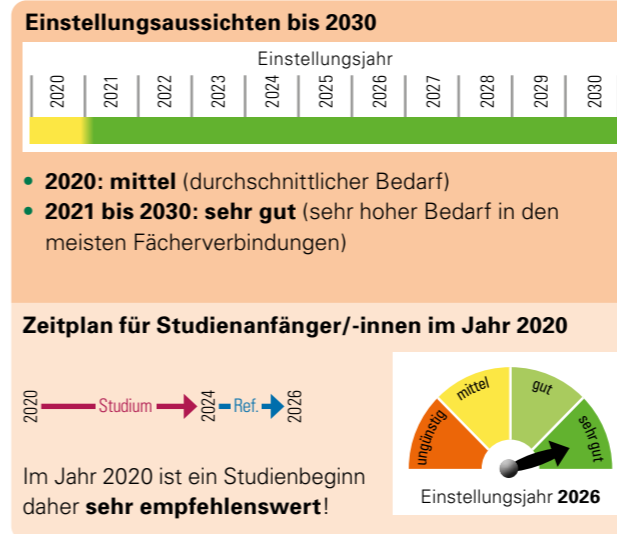 Einstellungsaussichten bis 2030
Einstellungsjahr
2020 2021 2022 2023 2024 2025 2026 2027 2028 2029 2030
• 2020: mittel (durchschnittlicher Bedarf)
• 2021 bis 2030: sehr gut (sehr hoher Bedarf in den
meisten Fächerverbindungen)
Zeitplan für Studienanfänger/-innen im Jahr 2020
2020 Studium 2024 Ref. 2026
Im Jahr 2020 ist ein Studienbeginn
daher sehr empfehlenswert!
ungünstig
mittel
gut
sehr gut
Einstellungsjahr 2026